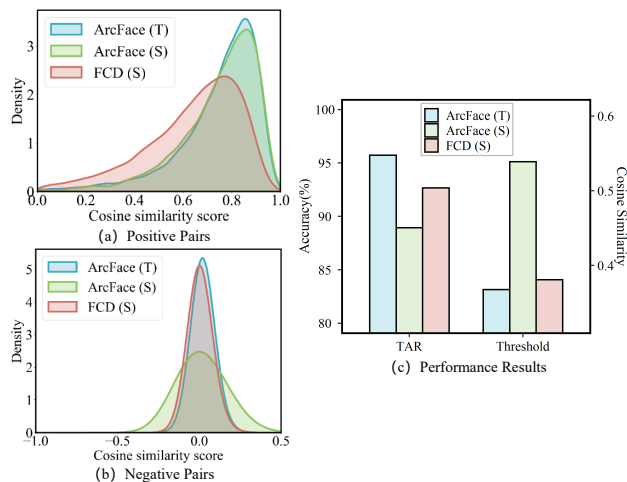 ArcFace (T)
ArcFace (S)
FCD (S)
3
2
1
0
Density
0.0 0.2 0.4 0.6 0.8 1.0
Cosine similarity score
(a) Positive Pairs
ArcFace (T)
ArcFace (S)
FCD (S)
5
4
3
2
1
0
Density
−1.0 −0.5 0.0 0.5
Cosine similarity score
(b) Negative Pairs
ArcFace (T)
ArcFace (S)
FCD (S)
100
95
90
85
80
Accuracy(%)
0.6
0.5
0.4
Cosine Similarity
TAR Threshold
(c) Performance Results